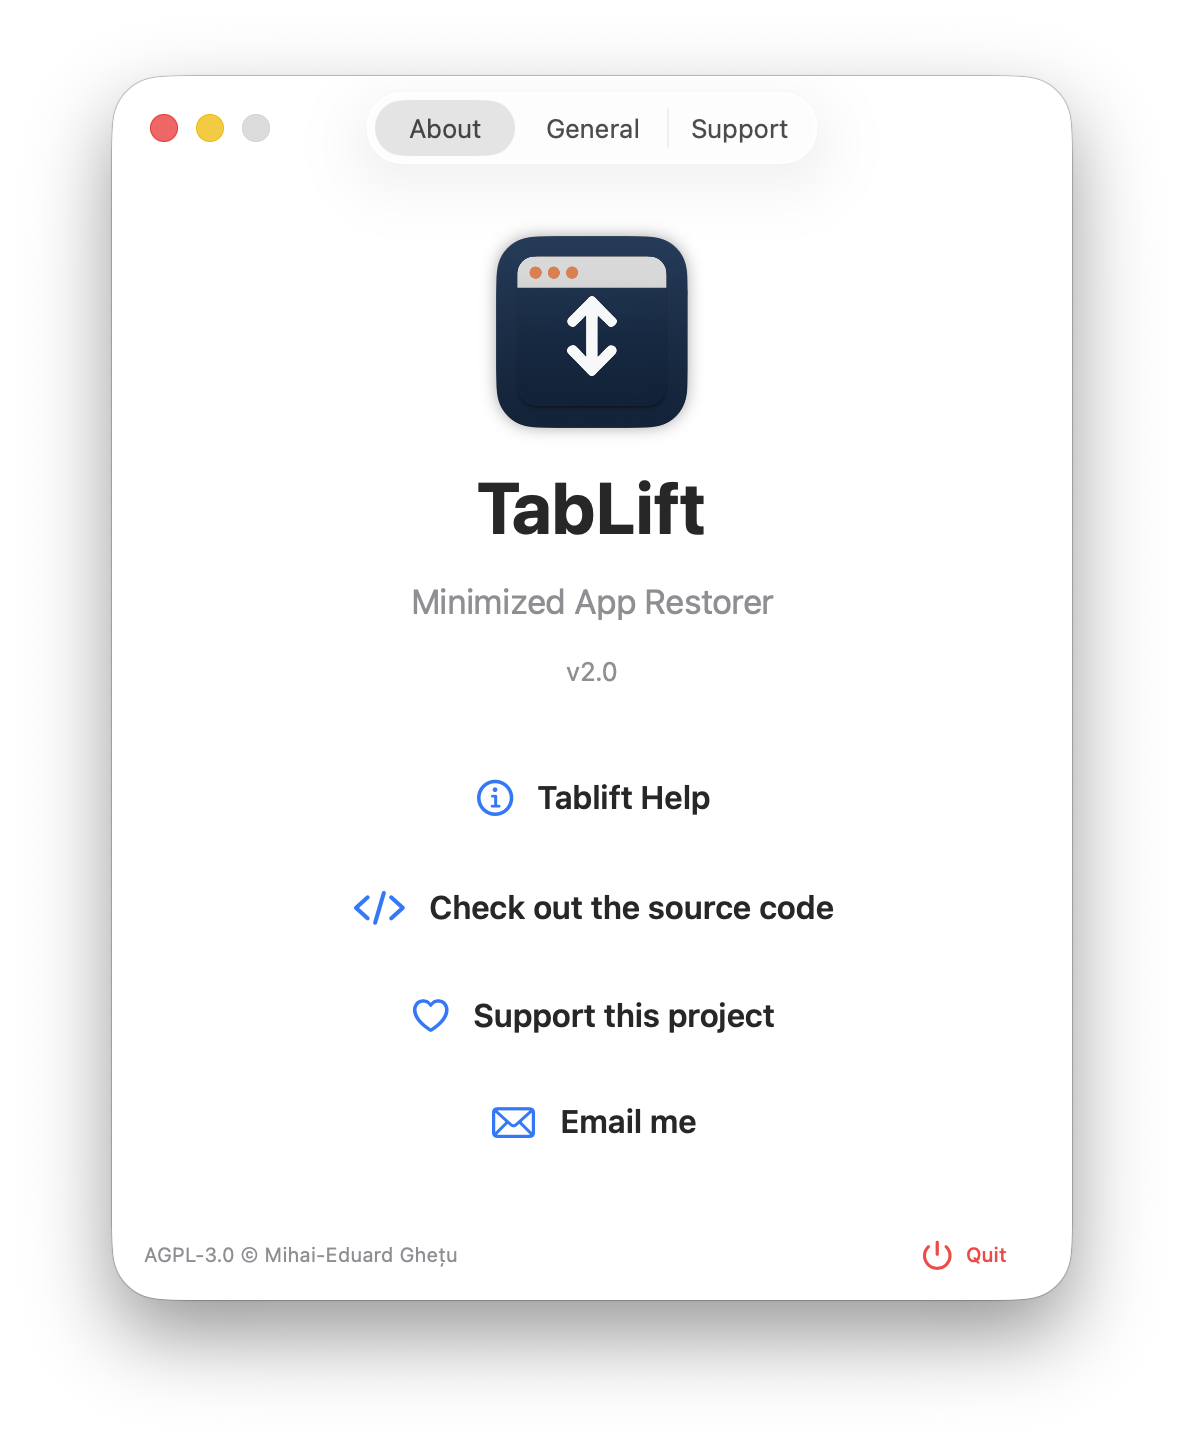 About General Support
TabLift
Minimized App Restorer
v2.0
Tablift Help
Check out the source code
Support this project
Email me
AGPL-3.0 © Mihai-Eduard Ghețu
Quit